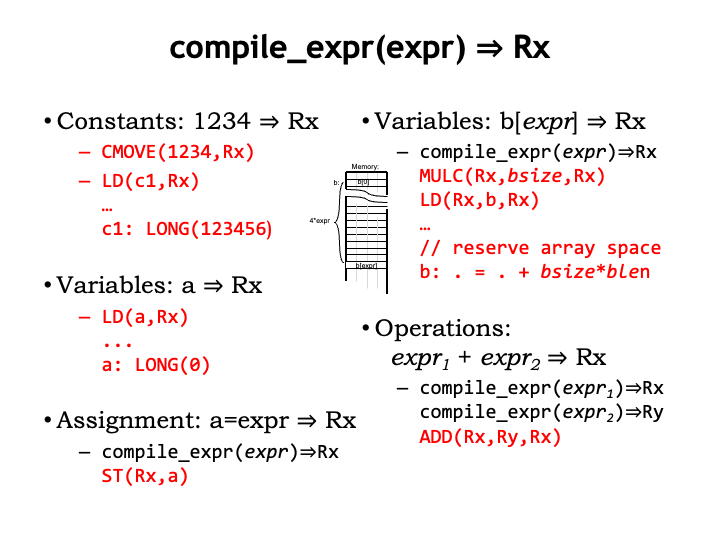 compile_expr(expr) ⇒ Rx
• Constants: 1234 ⇒ Rx
– CMOVE(1234,Rx)
– LD(c1,Rx)
…
c1: LONG(123456)
• Variables: a ⇒ Rx
– LD(a,Rx)
...
a: LONG(0)
• Assignment: a=expr ⇒ Rx
– compile_expr(expr)⇒Rx
ST(Rx,a)
Memory:
b:
b[0]
4*expr
b[expr]
• Variables: b[expr] ⇒ Rx
– compile_expr(expr)⇒Rx
MULC(Rx,bsize,Rx)
LD(Rx,b,Rx)
…
// reserve array space
b: . = . + bsize*blen
• Operations:
expr₁ + expr₂ ⇒ Rx
– compile_expr(expr₁)⇒Rx
compile_expr(expr₂)⇒Ry
ADD(Rx,Ry,Rx)